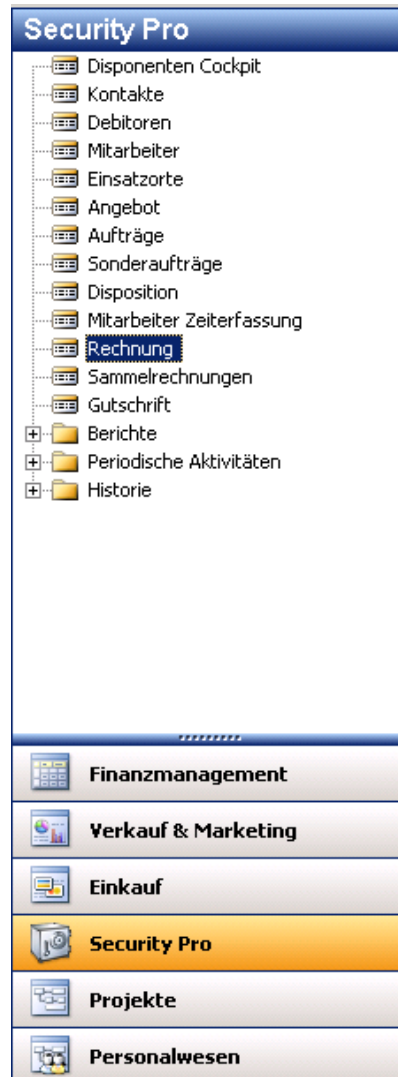 Security Pro
Disponenten Cockpit
Kontakte
Debitoren
Mitarbeiter
Einsatzorte
Angebot
Aufträge
Sonderaufträge
Disposition
Mitarbeiter Zeiterfassung
Rechnung
Sammelrechnungen
Gutschrift
Berichte
Periodische Aktivitäten
Historie
Finanzmanagement
Verkauf & Marketing
Einkauf
Security Pro
Projekte
Personalwesen